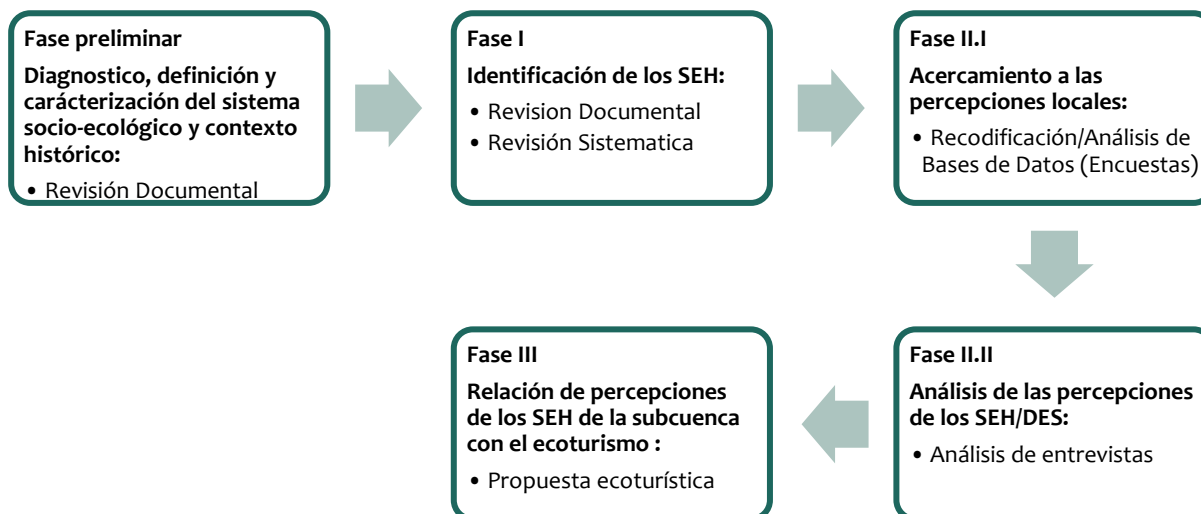 Fase preliminar
Diagnostico, definición y
carácterización del sistema
socio-ecológico y contexto
histórico:
• Revisión Documental
Fase I
Identificación de los SEH:
• Revision Documental
• Revisión Sistematica
Fase II.I
Acercamiento a las
percepciones locales:
• Recodificación/Análisis de
Bases de Datos (Encuestas)
Fase II.II
Análisis de las percepciones
de los SEH/DES:
• Análisis de entrevistas
Fase III
Relación de percepciones
de los SEH de la subcuenca
con el ecoturismo :
• Propuesta ecoturística